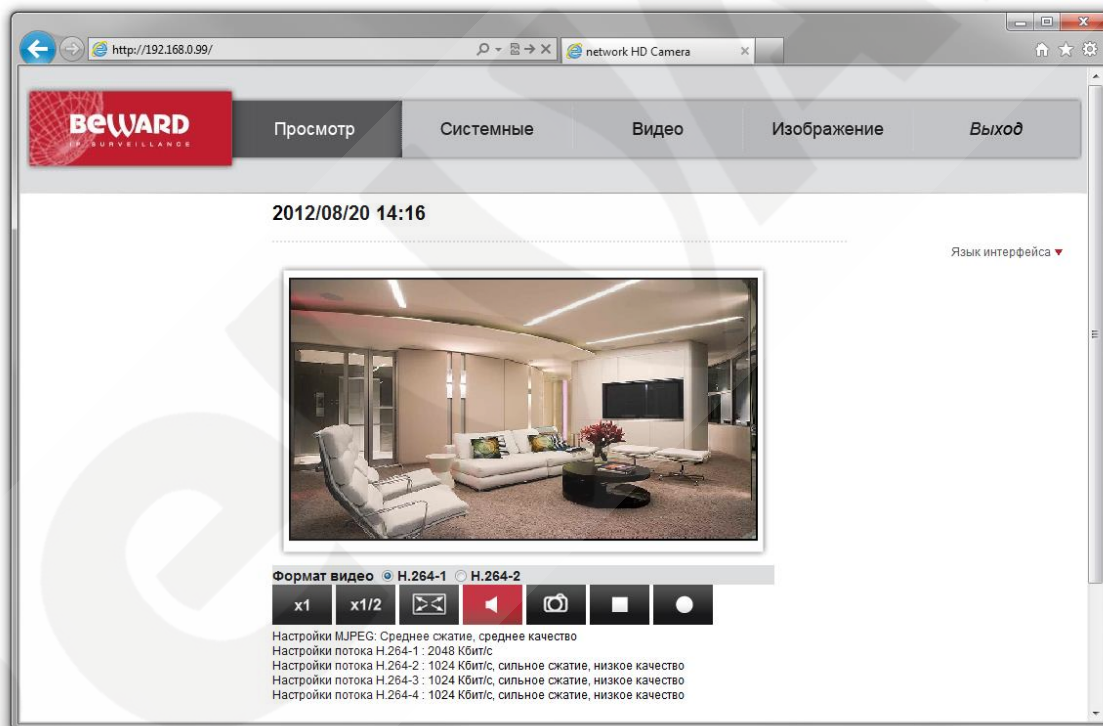 http://192.168.0.99/
network HD Camera
BEWARD
IP SURVEILLANCE
Просмотр
Системные
Видео
Изображение
Выход
2012/08/20 14:16
Язык интерфейса
Формат видео H.264-1 H.264-2
x1 x1/2
Настройки MJPEG: Среднее сжатие, среднее качество
Настройки потока H.264-1 : 2048 Кбит/с
Настройки потока H.264-2 : 1024 Кбит/с, сильное сжатие, низкое качество
Настройки потока H.264-3 : 1024 Кбит/с, сильное сжатие, низкое качество
Настройки потока H.264-4 : 1024 Кбит/с, сильное сжатие, низкое качество